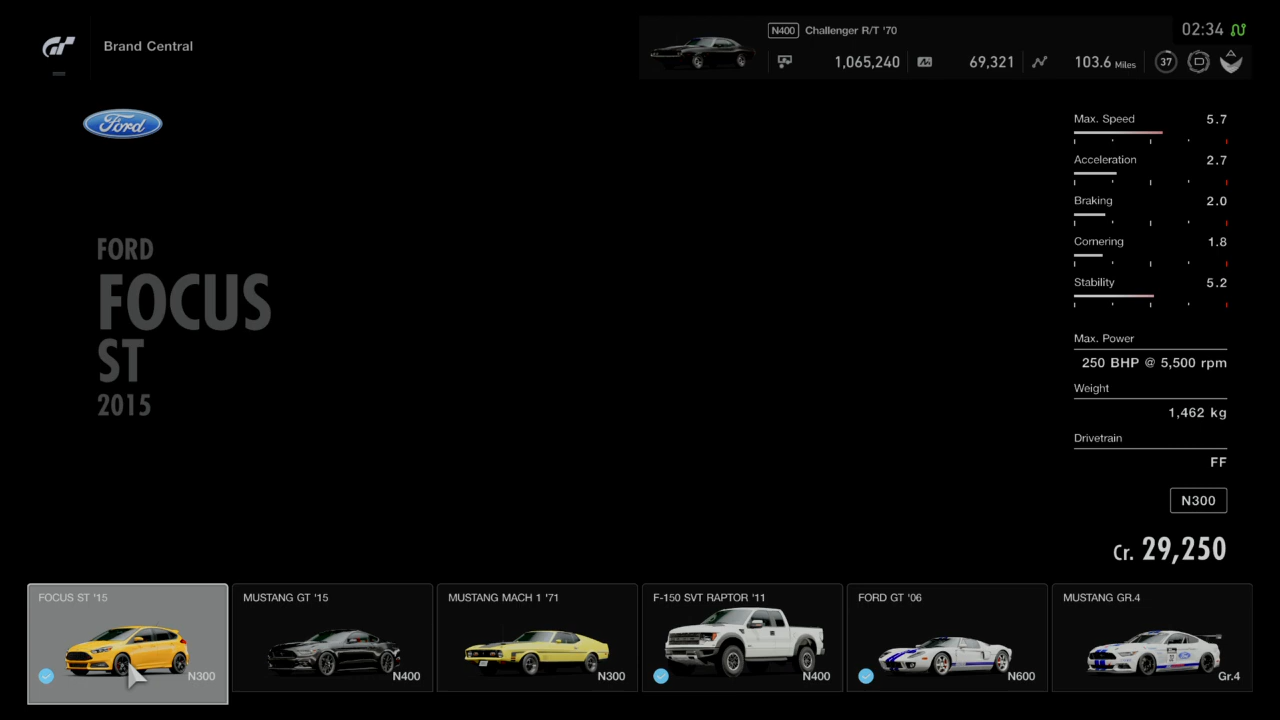 Brand Central
N400 Challenger R/T '70
02:34
1,065,240
69,321
103.6 Miles
37
D
Ford
FORD
FOCUS
ST
2015
Max. Speed 5.7
Acceleration 2.7
Braking 2.0
Cornering 1.8
Stability 5.2
Max. Power
250 BHP @ 5,500 rpm
Weight
1,462 kg
Drivetrain
FF
N300
Cr. 29,250
FOCUS ST '15
N300
MUSTANG GT '15
N400
MUSTANG MACH 1 '71
N300
F-150 SVT RAPTOR '11
N400
FORD GT '06
N600
MUSTANG GR.4
Gr.4